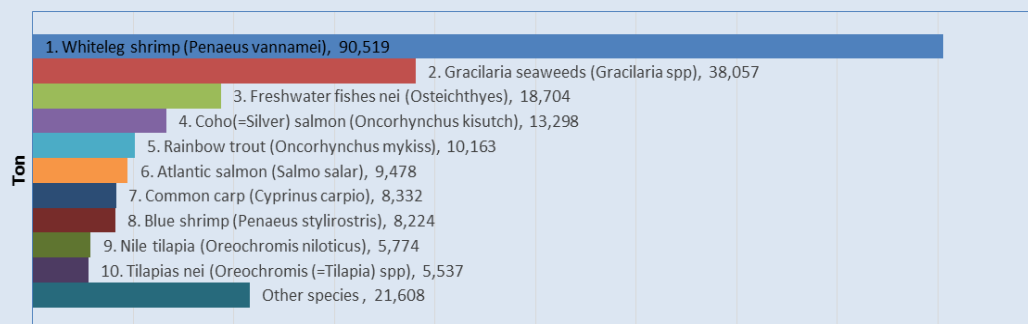 1. Whiteleg shrimp (Penaeus vannamei), 90,519
2. Gracilaria seaweeds (Gracilaria spp), 38,057
3. Freshwater fishes nei (Osteichthyes), 18,704
4. Coho(=Silver) salmon (Oncorhynchus kisutch), 13,298
5. Rainbow trout (Oncorhynchus mykiss), 10,163
6. Atlantic salmon (Salmo salar), 9,478
Ton
7. Common carp (Cyprinus carpio), 8,332
8. Blue shrimp (Penaeus stylirostris), 8,224
9. Nile tilapia (Oreochromis niloticus), 5,774
10. Tilapias nei (Oreochromis (=Tilapia) spp), 5,537
Other species , 21,608